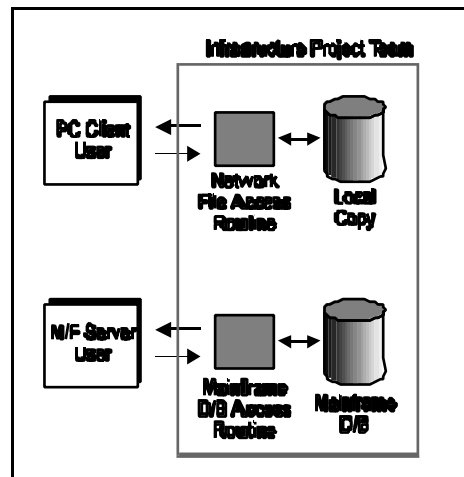 Infrastructure Project Team
PC Client
User
Network
File Access
Routine
Local
Copy
M/F Server
User
Mainframe
D/B Access
Routine
Mainframe
D/B